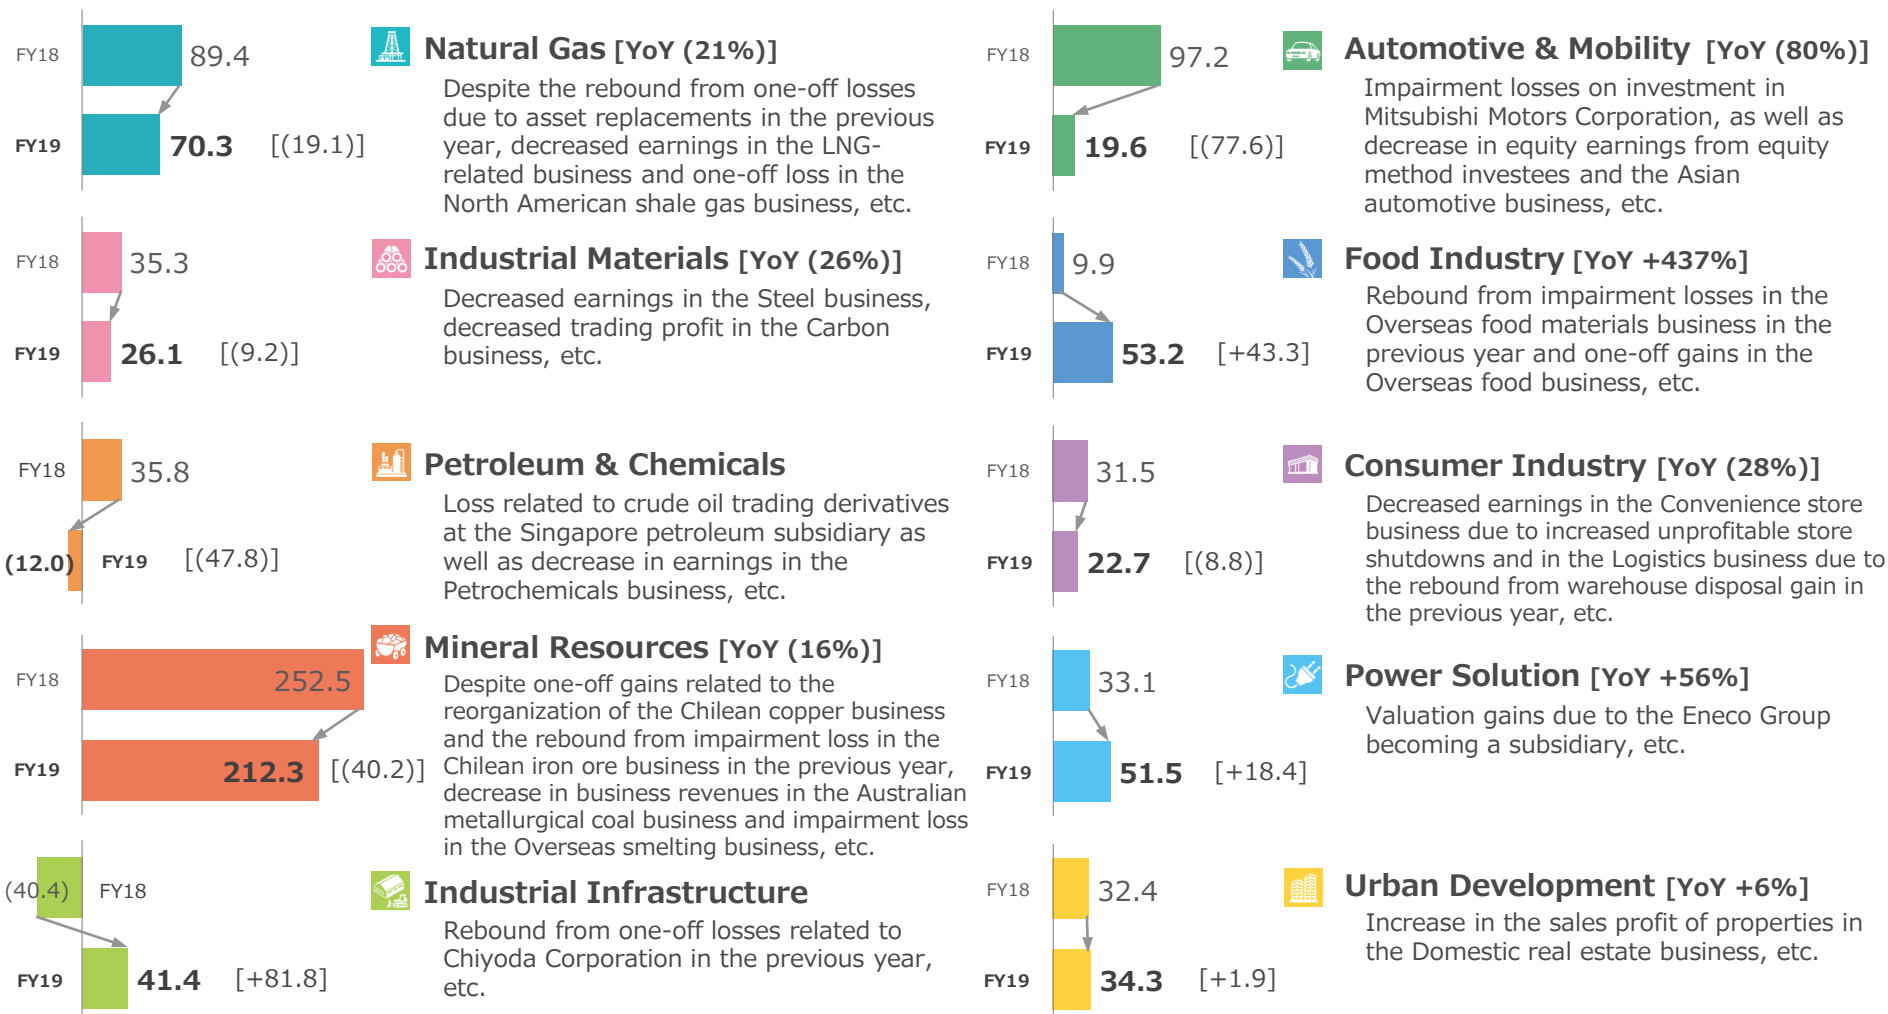 FY18
89.4
FY19
70.3 [(19.1)]
Natural Gas [YoY (21%)]
Despite the rebound from one-off losses
due to asset replacements in the previous
year, decreased earnings in the LNG-
related business and one-off loss in the
North American shale gas business, etc.
FY18
35.3
FY19
26.1 [(9.2)]
Industrial Materials [YoY (26%)]
Decreased earnings in the Steel business,
decreased trading profit in the Carbon
business, etc.
FY18
35.8
(12.0) FY19 [(47.8)]
Petroleum & Chemicals
Loss related to crude oil trading derivatives
at the Singapore petroleum subsidiary as
well as decrease in earnings in the
Petrochemicals business, etc.
FY18
252.5
FY19
212.3 [(40.2)]
Mineral Resources [YoY (16%)]
Despite one-off gains related to the
reorganization of the Chilean copper business
and the rebound from impairment loss in the
Chilean iron ore business in the previous year,
decrease in business revenues in the Australian
metallurgical coal business and impairment loss
in the Overseas smelting business, etc.
(40.4) FY18
FY19
41.4 [+81.8]
Industrial Infrastructure
Rebound from one-off losses related to
Chiyoda Corporation in the previous year,
etc.
FY18
97.2
FY19
19.6 [(77.6)]
Automotive & Mobility [YoY (80%)]
Impairment losses on investment in
Mitsubishi Motors Corporation, as well as
decrease in equity earnings from equity
method investees and the Asian
automotive business, etc.
FY18
9.9
FY19
53.2 [+43.3]
Food Industry [YoY +437%]
Rebound from impairment losses in the
Overseas food materials business in the
previous year and one-off gains in the
Overseas food business, etc.
FY18
31.5
FY19
22.7 [(8.8)]
Consumer Industry [YoY (28%)]
Decreased earnings in the Convenience store
business due to increased unprofitable store
shutdowns and in the Logistics business due to
the rebound from warehouse disposal gain in
the previous year, etc.
FY18
33.1
FY19
51.5 [+18.4]
Power Solution [YoY +56%]
Valuation gains due to the Eneco Group
becoming a subsidiary, etc.
FY18
32.4
FY19
34.3 [+1.9]
Urban Development [YoY +6%]
Increase in the sales profit of properties in
the Domestic real estate business, etc.